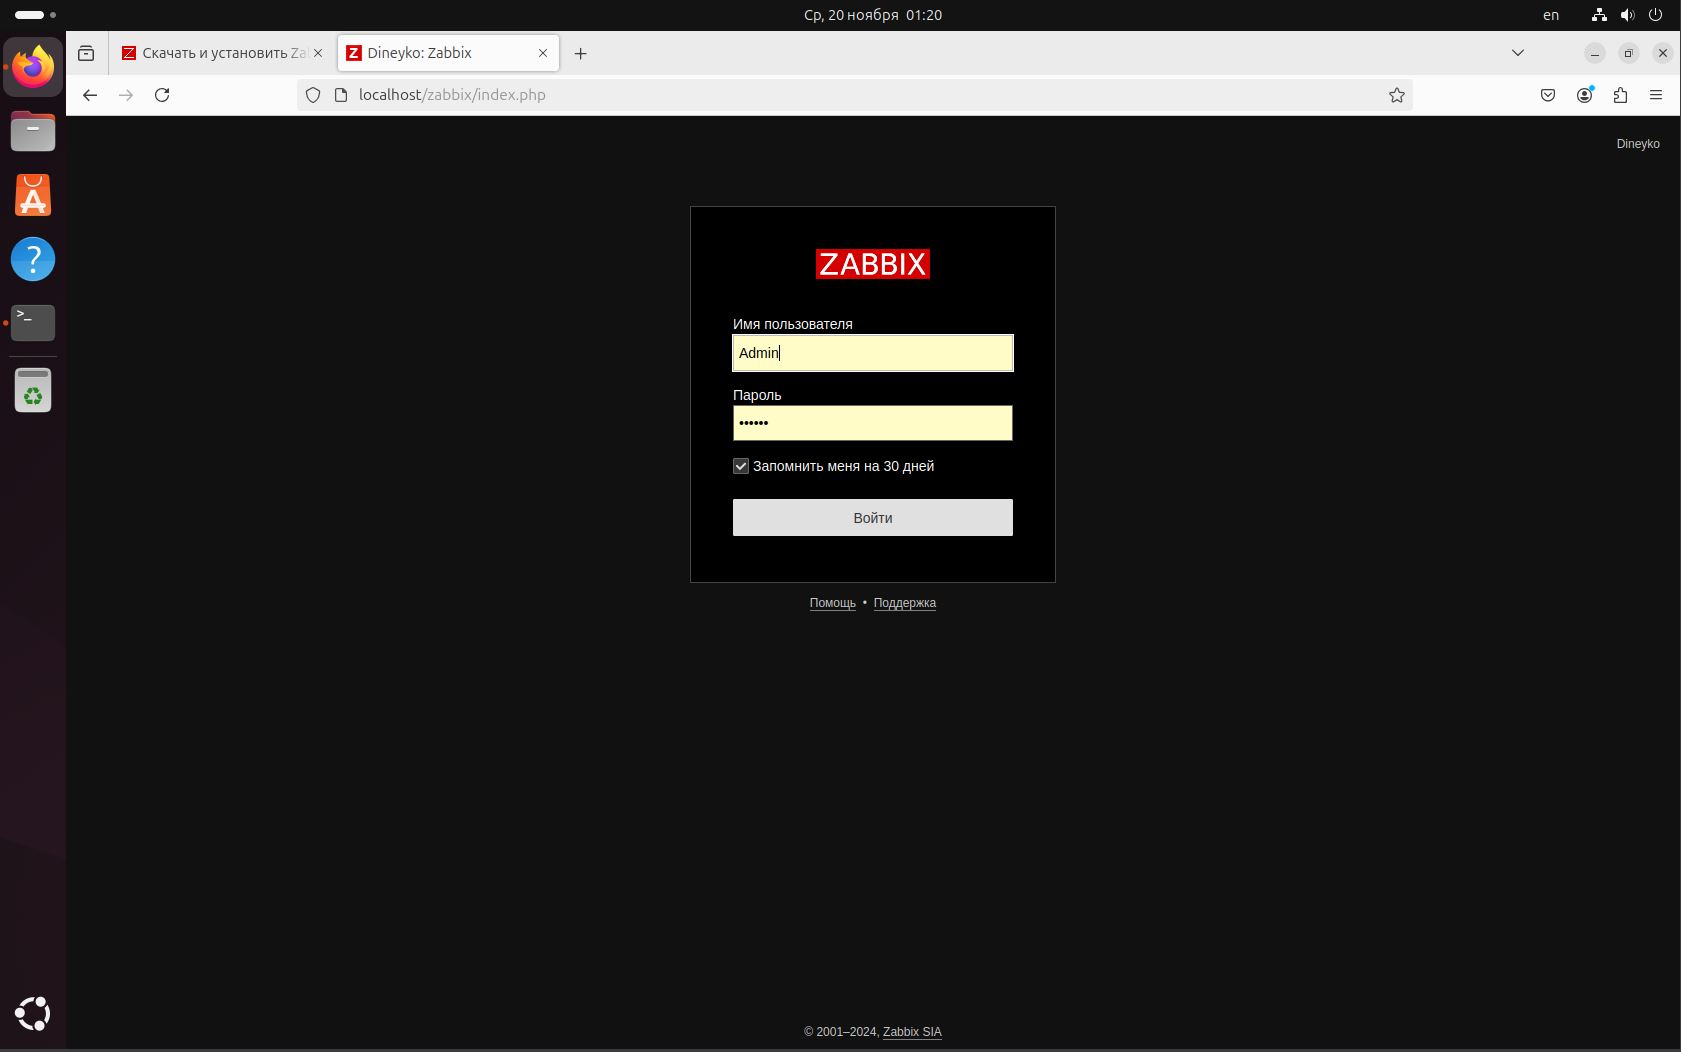 Ср, 20 ноября 01:20
en
Скачать и установить Za
Dineyko: Zabbix
localhost/zabbix/index.php
Dineyko
ZABBIX
Имя пользователя
Admin
Пароль
••••••
Запомнить меня на 30 дней
Войти
Помощь • Поддержка
© 2001–2024, Zabbix SIA